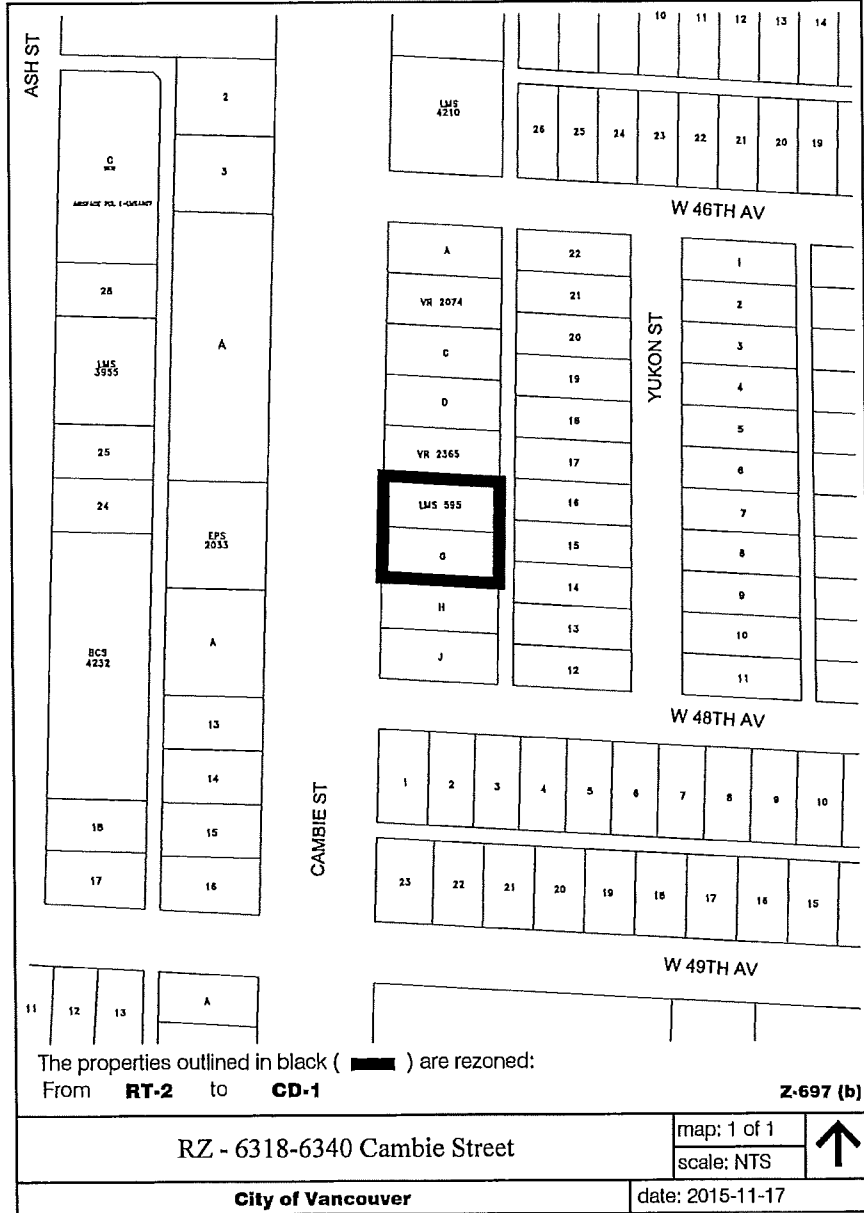 ASH ST
10 11 12 13 14
2
LMS
4210
26 25 24 23 22 21 20 19
C
3
W 46TH AV
A
VR 2074
C
D
VR 2365
LMS 595
G
H
J
22
21
20
19
18
17
16
15
14
13
12
YUKON ST
1
2
3
4
5
6
7
8
9
10
11
28
LMS
3955
25
24
BCS
4232
18
17
A
EPS
2033
A
13
14
15
16
CAMBIE ST
W 48TH AV
1 2 3 4 5 6 7 8 9 10
23 22 21 20 19 18 17 16 15
W 49TH AV
11 12 13
A
The properties outlined in black ( ) are rezoned:
From RT-2 to CD-1
Z-697 (b)
RZ - 6318-6340 Cambie Street
map: 1 of 1
scale: NTS
City of Vancouver
date: 2015-11-17